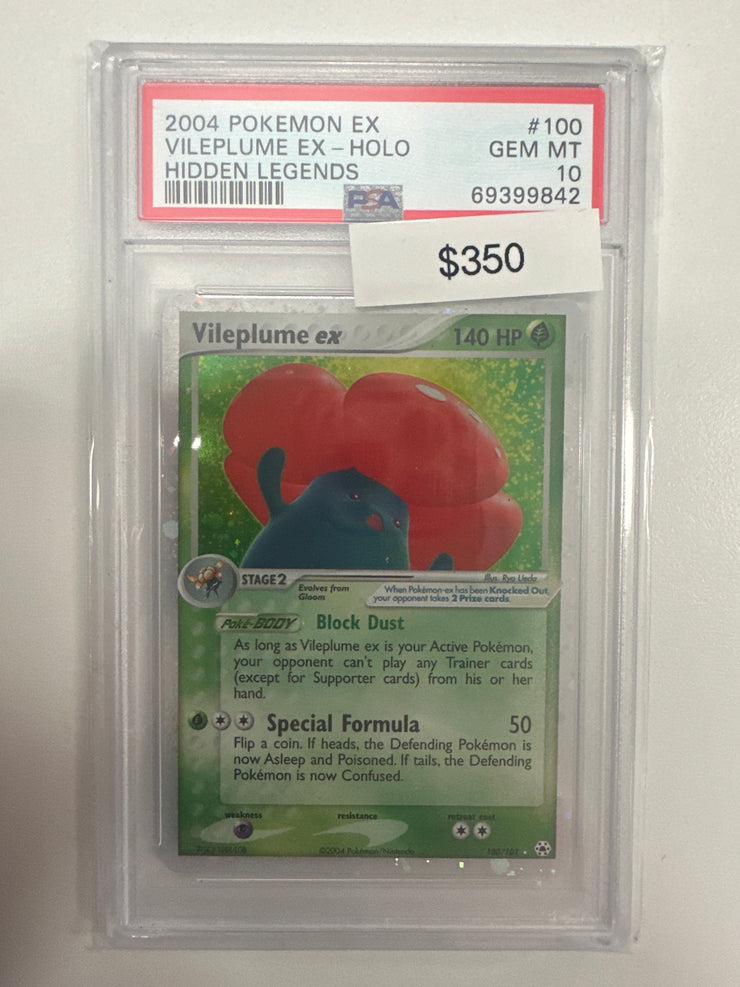 2004 POKEMON EX #100
VILEPLUME EX - HOLO GEM MT
HIDDEN LEGENDS 10
PSA 69399842
$350
Vileplume ex 140 HP
STAGE 2
Evolves from
Gloom
Illus. Ryo Ueda
When Pokémon-ex has been Knocked Out,
your opponent takes 2 Prize cards.
Poké-BODY Block Dust
As long as Vileplume ex is your Active Pokémon,
your opponent can't play any Trainer cards
(except for Supporter cards) from his or her
hand.
Special Formula 50
Flip a coin. If heads, the Defending Pokémon is
now Asleep and Poisoned. If tails, the Defending
Pokémon is now Confused.
weakness resistance retreat cost
©2004 Pokémon/Nintendo 100/101